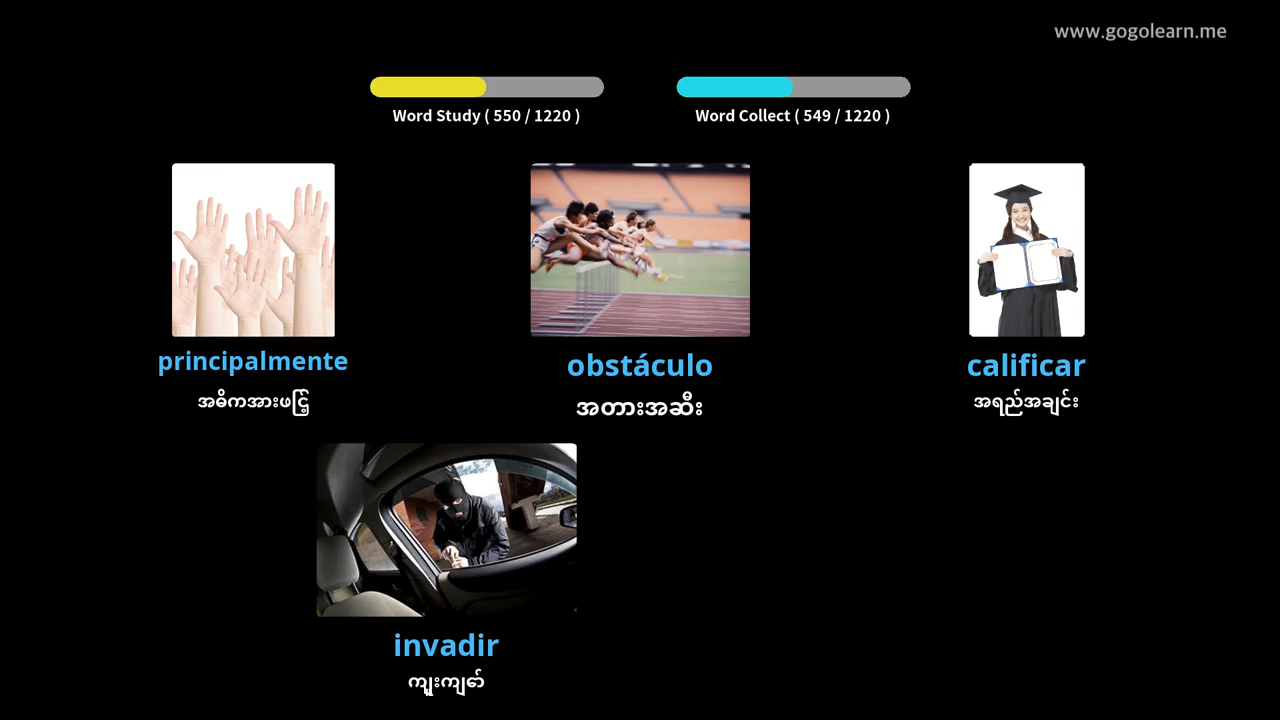 www.gogolearn.me
Word Study ( 550 / 1220 )
Word Collect ( 549 / 1220 )
principalmente
obstáculo
calificar
အဓိကအားဖြင့်
အတားအဆီး
အရည်အချင်း
invadir
ကျူးကျော်